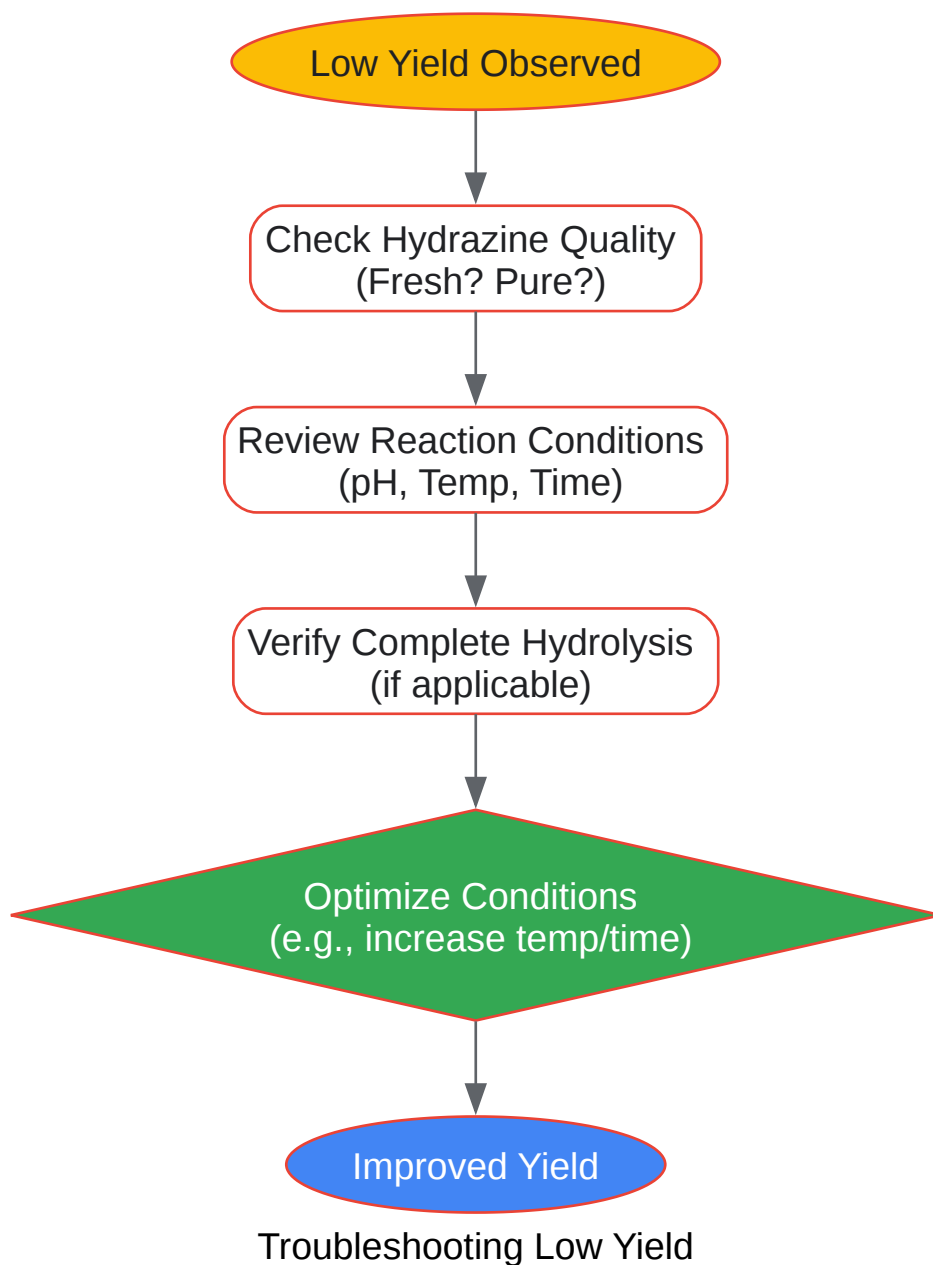 Low Yield Observed
Check Hydrazine Quality
(Fresh? Pure?)
Review Reaction Conditions
(pH, Temp, Time)
Verify Complete Hydrolysis
(if applicable)
Optimize Conditions
(e.g., increase temp/time)
Improved Yield
Troubleshooting Low Yield